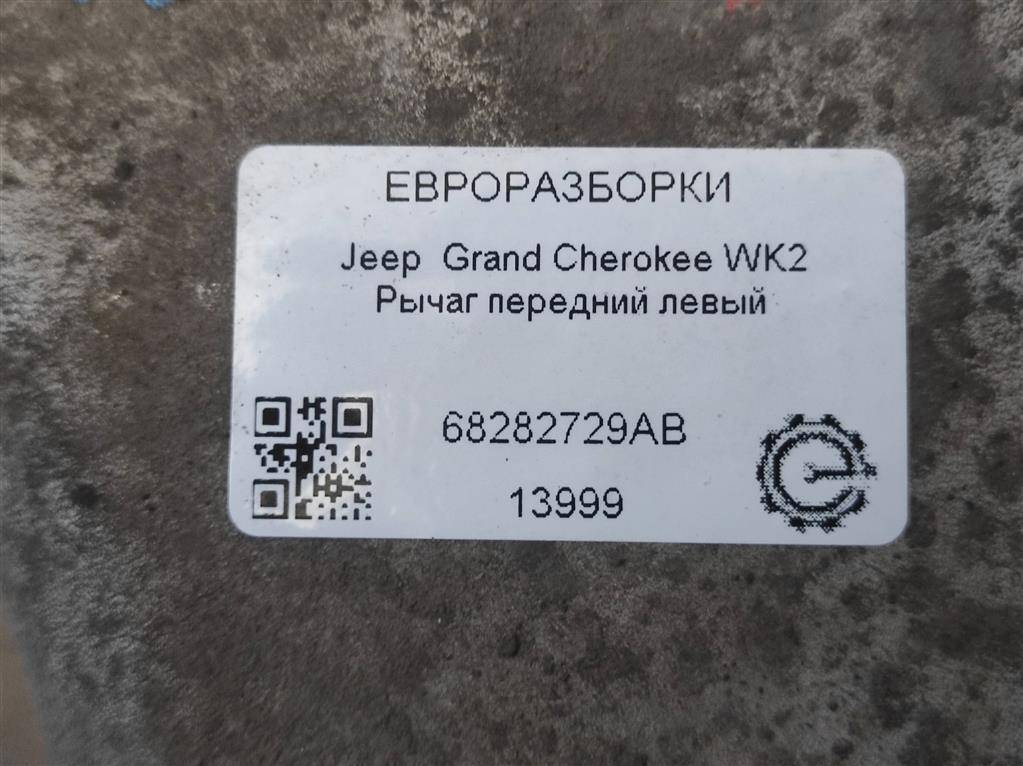 ЕВРОРАЗБОРКИ
Jeep Grand Cherokee WK2
Рычаг передний левый
68282729AB
13999